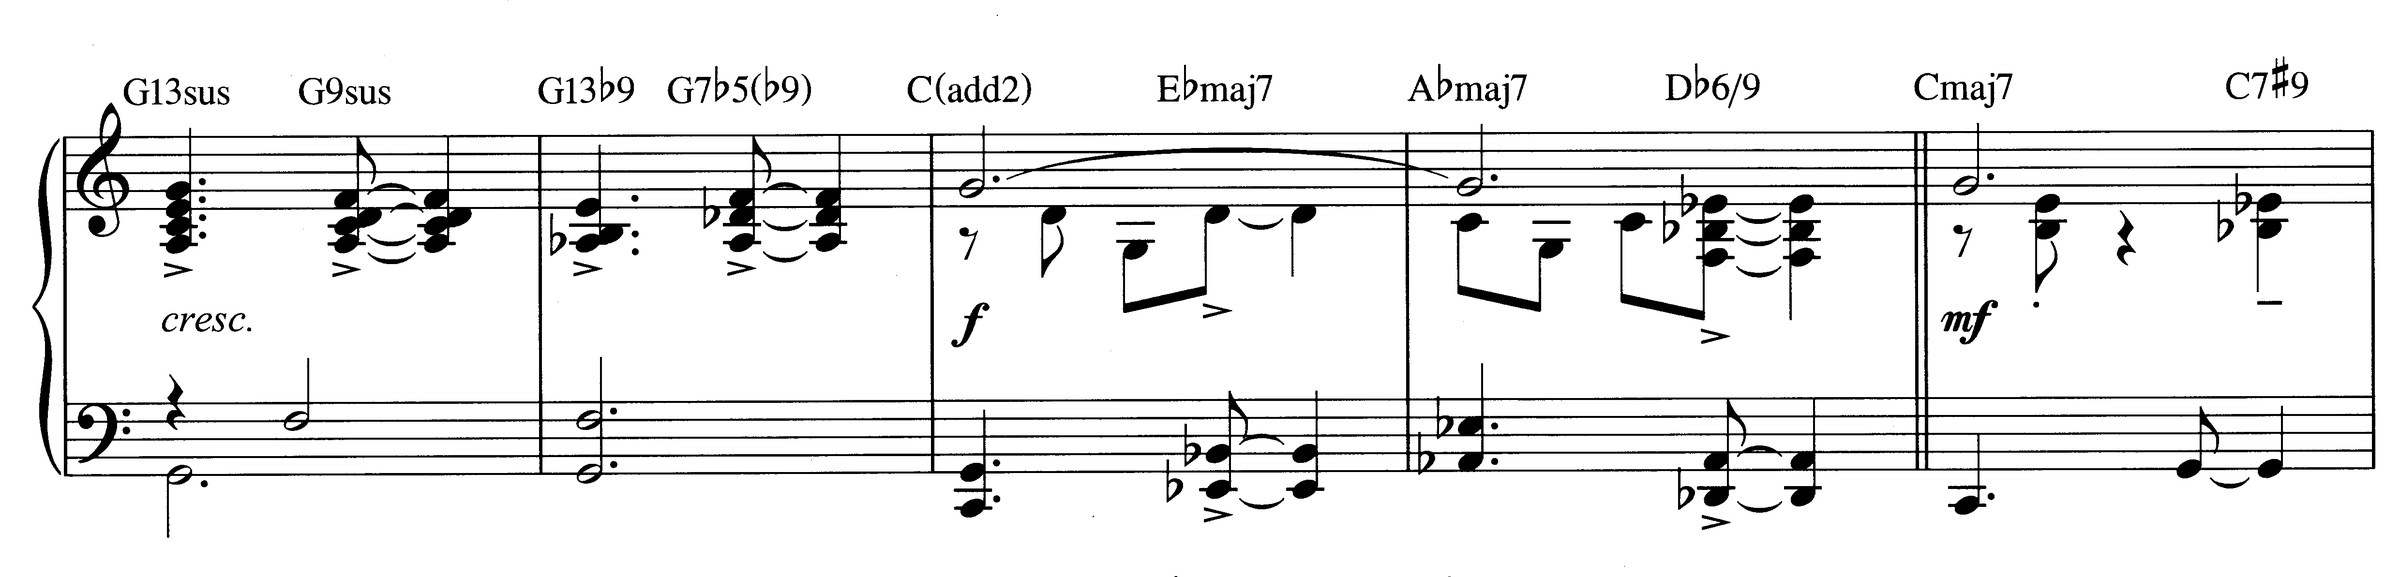 G13sus G9sus G13♭9 G7♭5(♭9) C(add2) E♭maj7 A♭maj7 D♭6/9 Cmaj7 C7♯9
cresc. f mf